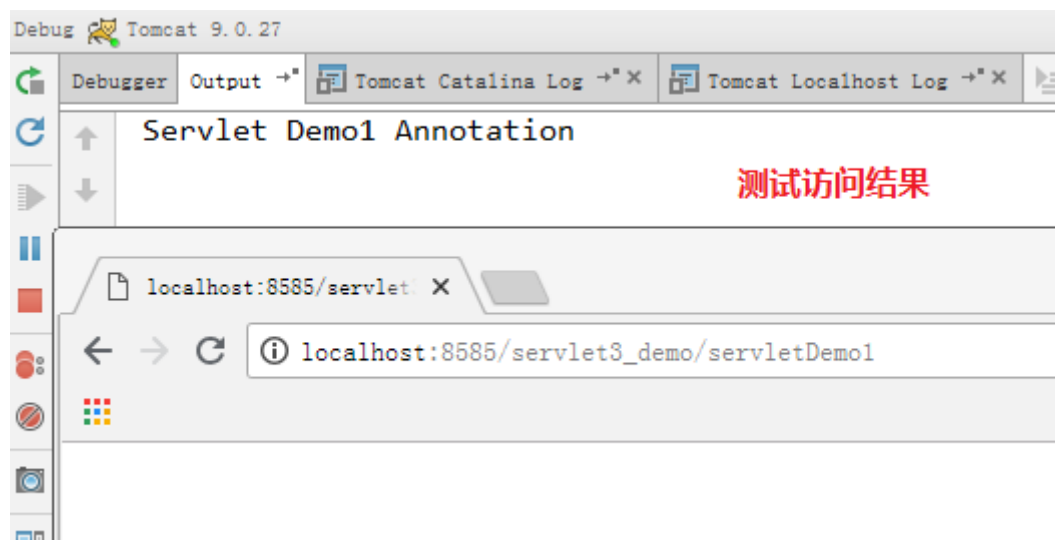 Debug Tomcat 9.0.27
Debugger Output Tomcat Catalina Log Tomcat Localhost Log
Servlet Demo1 Annotation
测试访问结果
localhost:8585/servlet
localhost:8585/servlet3_demo/servletDemo1